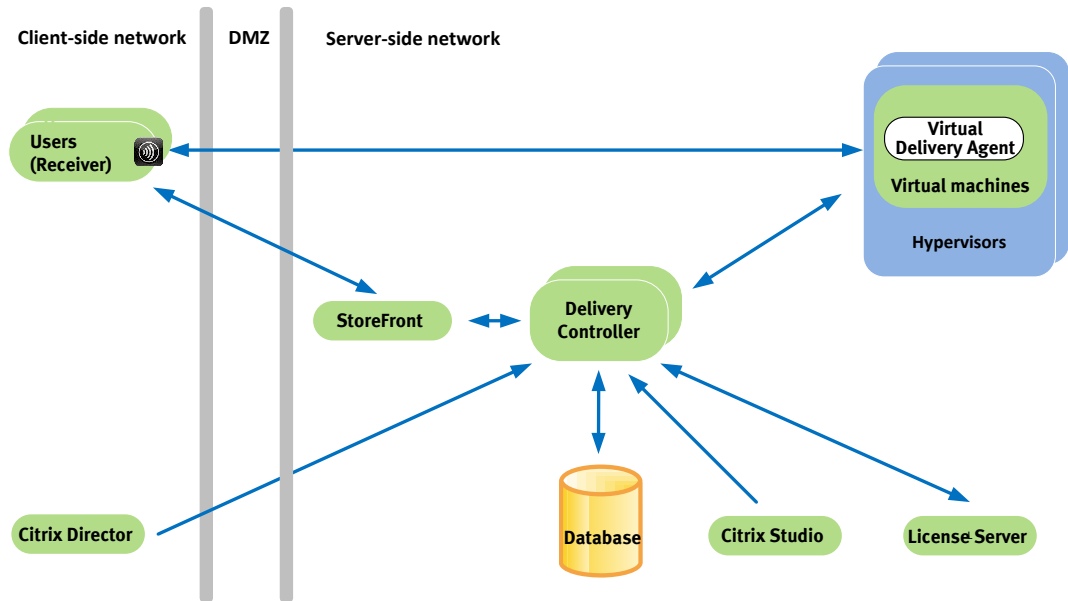 Client-side network
DMZ
Server-side network
Users
(Receiver)
Virtual
Delivery Agent
Virtual machines
Hypervisors
StoreFront
Delivery
Controller
Citrix Director
Database
Citrix Studio
License Server